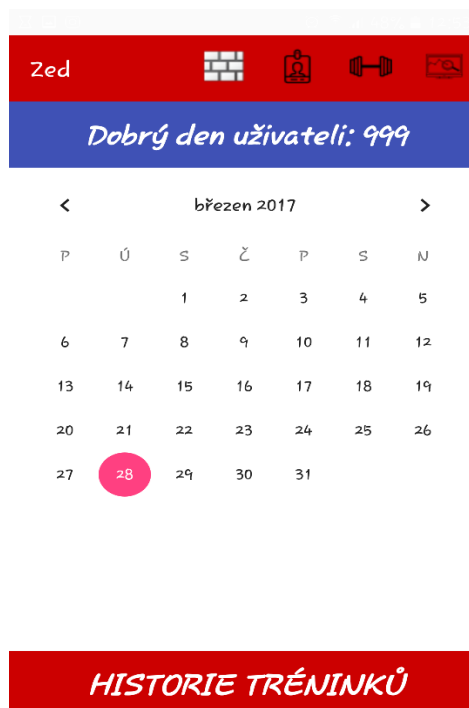 Zed
Dobrý den uživateli: 999
< březen 2017 >
P Ú S Č P S N
1 2 3 4 5
6 7 8 9 10 11 12
13 14 15 16 17 18 19
20 21 22 23 24 25 26
27 28 29 30 31
HISTORIE TRÉNINKŮ